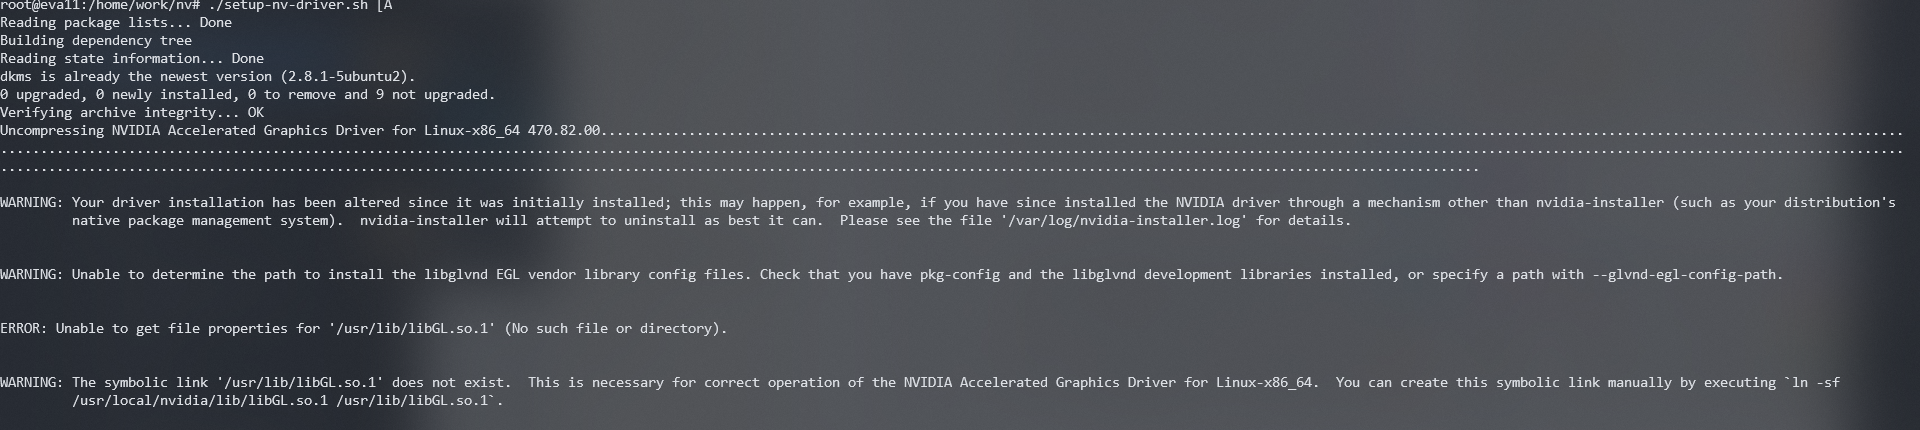 root@eva11:/home/work/nv# ./setup-nv-driver.sh [A
Reading package lists... Done
Building dependency tree
Reading state information... Done
dkms is already the newest version (2.8.1-5ubuntu2).
0 upgraded, 0 newly installed, 0 to remove and 9 not upgraded.
Verifying archive integrity... OK
Uncompressing NVIDIA Accelerated Graphics Driver for Linux-x86_64 470.82.00...................................................................................................................................................................
..............................................................................................................................................................................................................................................
.........................................................................................................................................................................................
WARNING: Your driver installation has been altered since it was initially installed; this may happen, for example, if you have since installed the NVIDIA driver through a mechanism other than nvidia-installer (such as your distribution's
native package management system).  nvidia-installer will attempt to uninstall as best it can.  Please see the file '/var/log/nvidia-installer.log' for details.
WARNING: Unable to determine the path to install the libglvnd EGL vendor library config files. Check that you have pkg-config and the libglvnd development libraries installed, or specify a path with --glvnd-egl-config-path.
ERROR: Unable to get file properties for '/usr/lib/libGL.so.1' (No such file or directory).
WARNING: The symbolic link '/usr/lib/libGL.so.1' does not exist.  This is necessary for correct operation of the NVIDIA Accelerated Graphics Driver for Linux-x86_64.  You can create this symbolic link manually by executing `ln -sf
/usr/local/nvidia/lib/libGL.so.1 /usr/lib/libGL.so.1`.